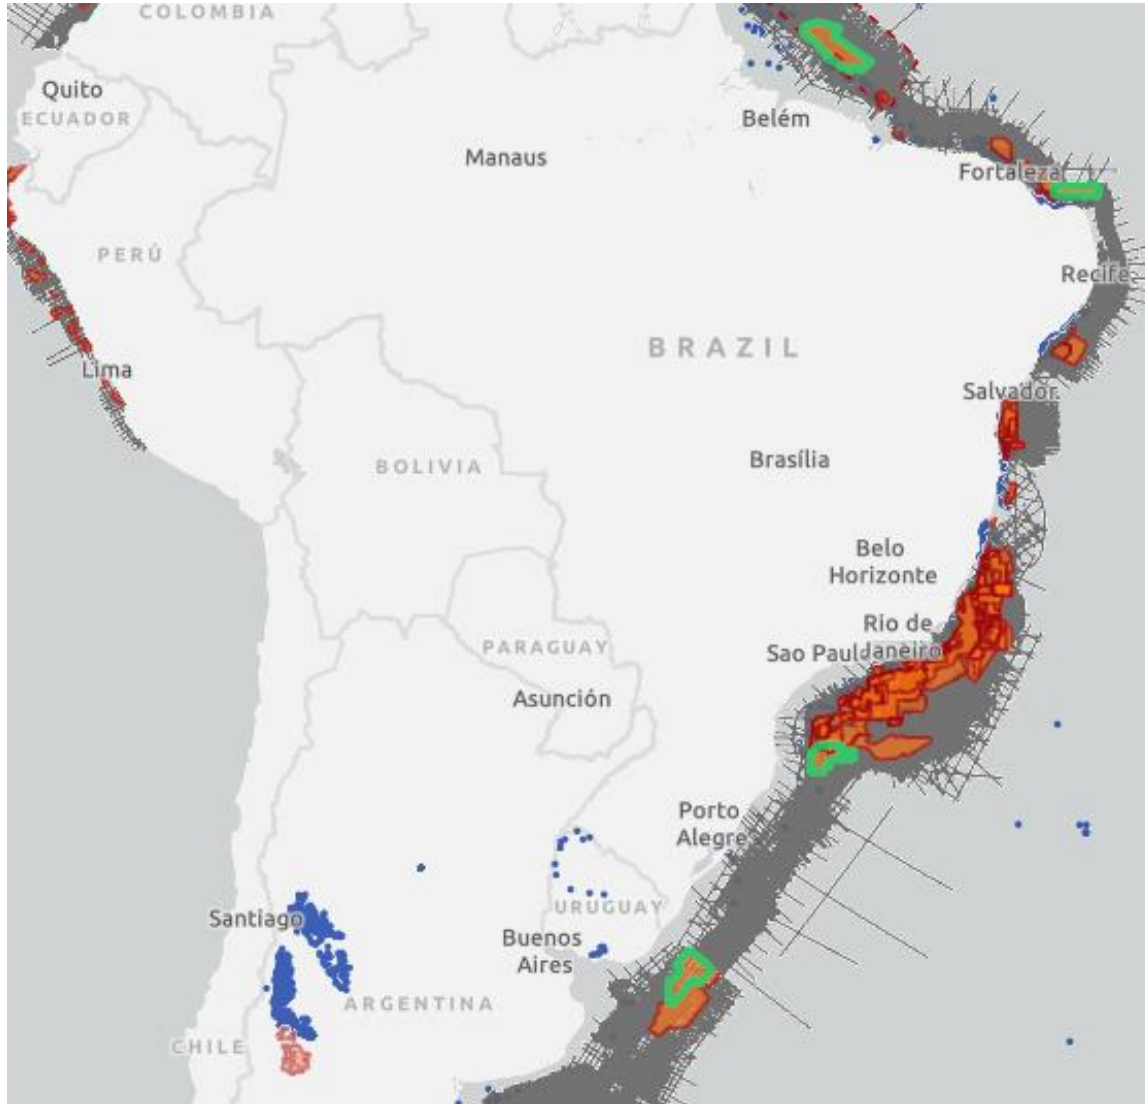 COLOMBIA
Quito
ECUADOR
Belém
Manaus
Fortaleza
PERÚ
Recife
BRAZIL
Lima
Salvador
BOLIVIA
Brasília
Belo
Horizonte
Rio de
Janeiro
Sao Paul
PARAGUAY
Asunción
Porto
Alegre
Santiago
URUGUAY
Buenos
Aires
ARGENTINA
CHILE